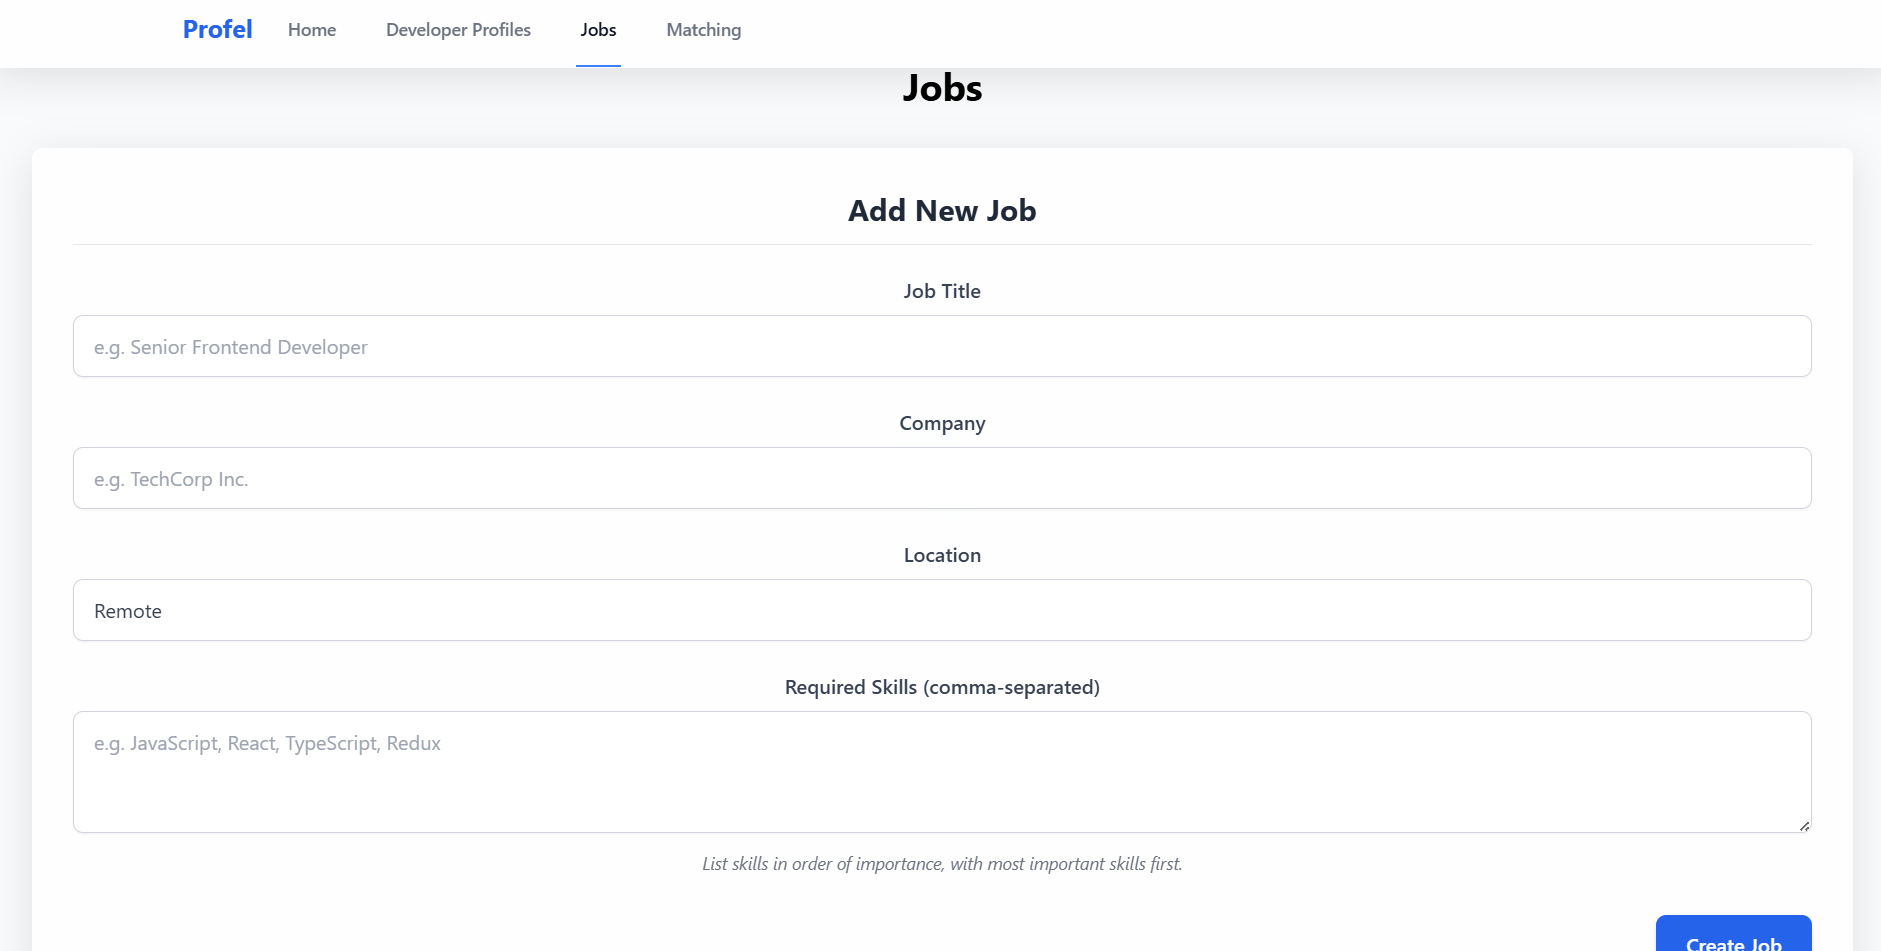 Profel Home Developer Profiles Jobs Matching
Jobs
Add New Job
Job Title
e.g. Senior Frontend Developer
Company
e.g. TechCorp Inc.
Location
Remote
Required Skills (comma-separated)
e.g. JavaScript, React, TypeScript, Redux
List skills in order of importance, with most important skills first.
Create Job